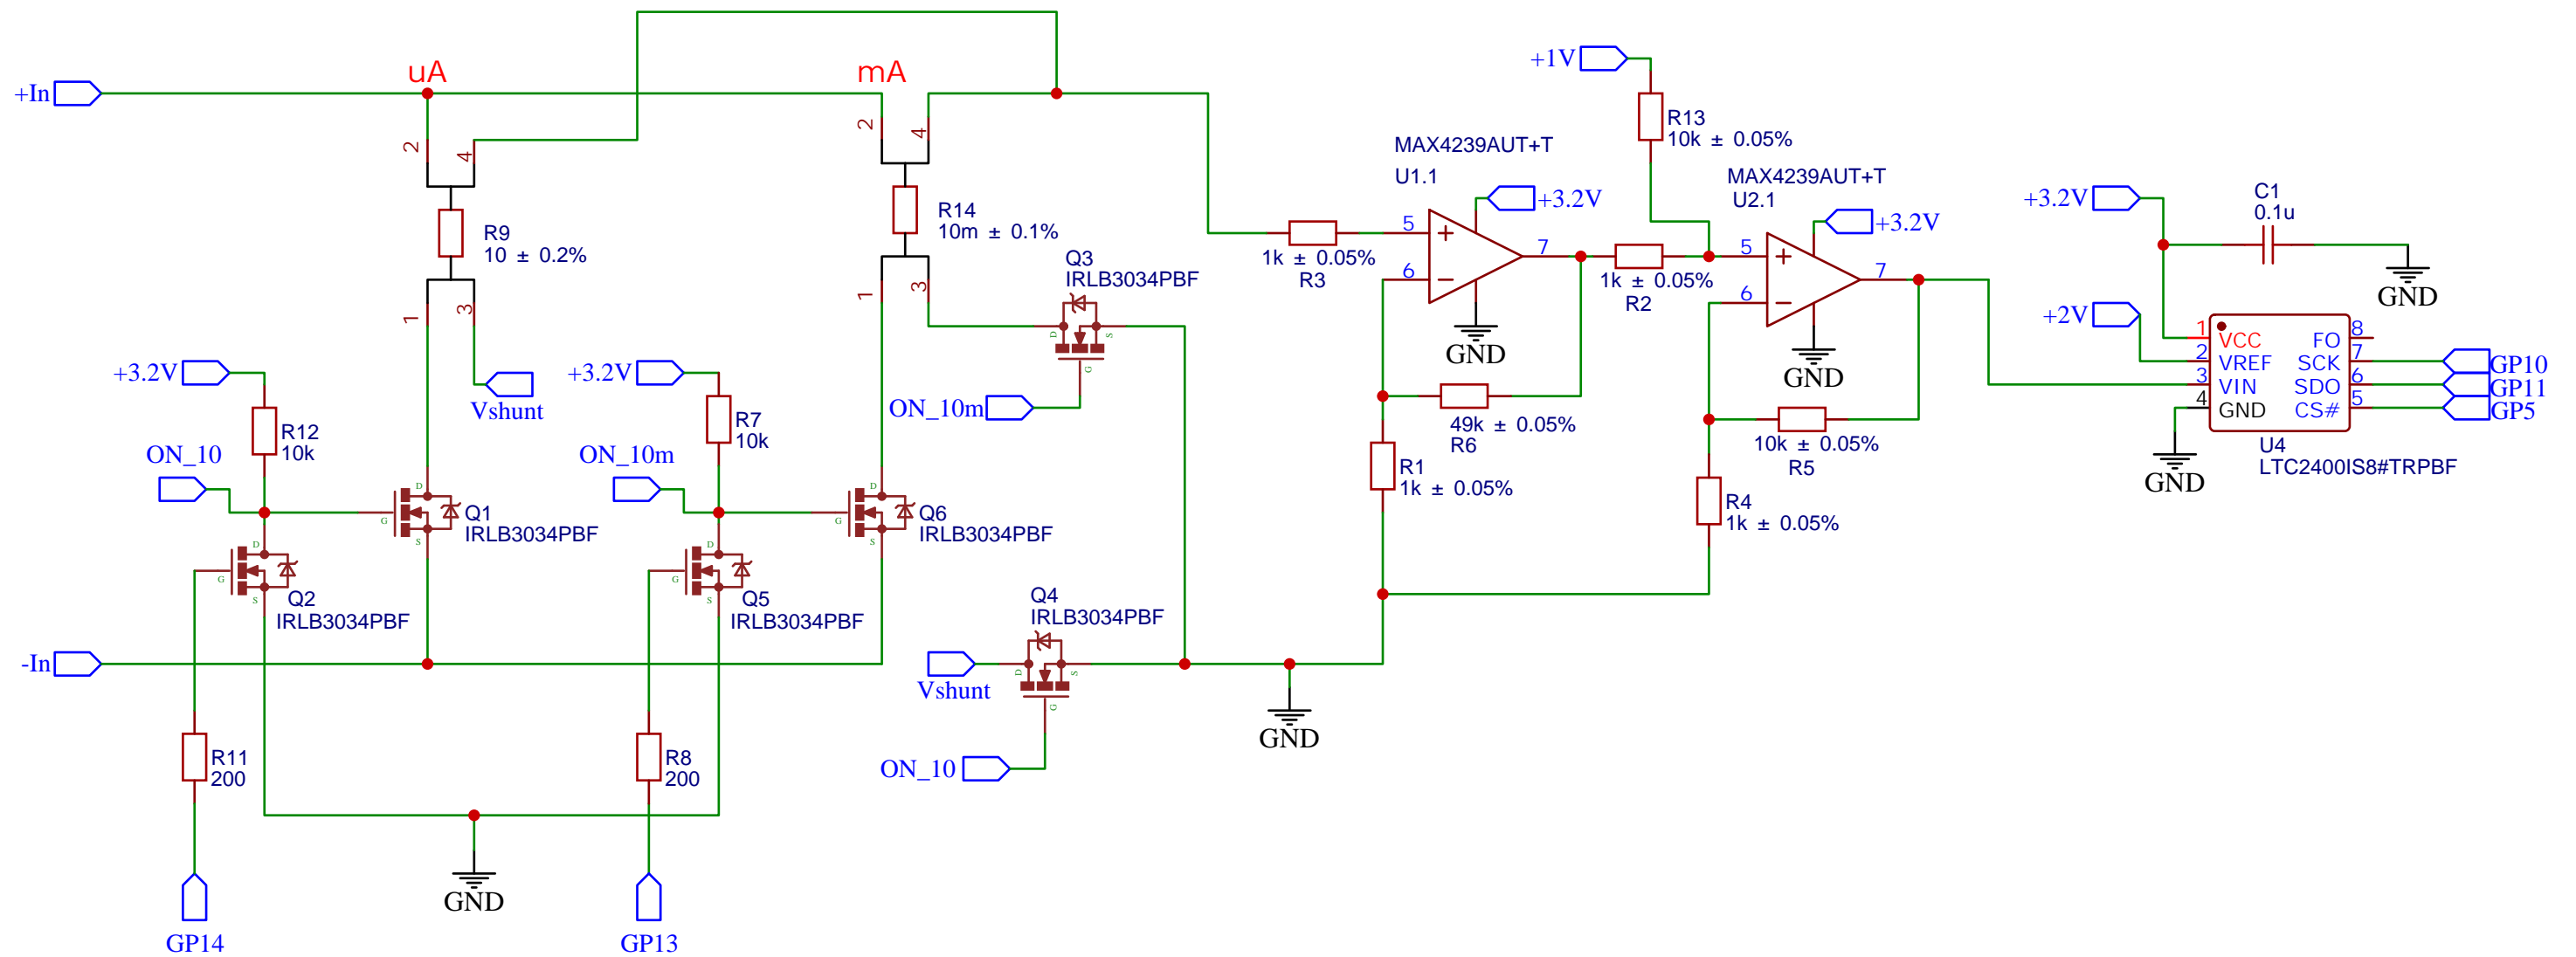 +In
uA
2
4
R9
10 ± 0.2%
1
3
Vshunt
mA
2
4
R14
10m ± 0.1%
1
3
Q3
IRLB3034PBF
D
S
G
ON_10m
+3.2V
R12
10k
ON_10
D
G
S
Q1
IRLB3034PBF
D
G
S
Q2
IRLB3034PBF
+3.2V
R7
10k
ON_10m
D
G
S
Q6
IRLB3034PBF
D
G
S
Q5
IRLB3034PBF
-In
R11
200
R8
200
GND
GP14
GP13
Q4
IRLB3034PBF
Vshunt
D
S
G
ON_10
GND
1k ± 0.05%
R3
MAX4239AUT+T
U1.1
+3.2V
5
6
7
GND
49k ± 0.05%
R6
R1
1k ± 0.05%
+1V
R13
10k ± 0.05%
1k ± 0.05%
R2
MAX4239AUT+T
U2.1
+3.2V
5
6
7
GND
10k ± 0.05%
R5
R4
1k ± 0.05%
+3.2V
C1
0.1u
GND
+2V
1 VCC FO 8
2 VREF SCK 7 GP10
3 VIN SDO 6 GP11
4 GND CS# 5 GP5
U4
LTC2400IS8#TRPBF
GND